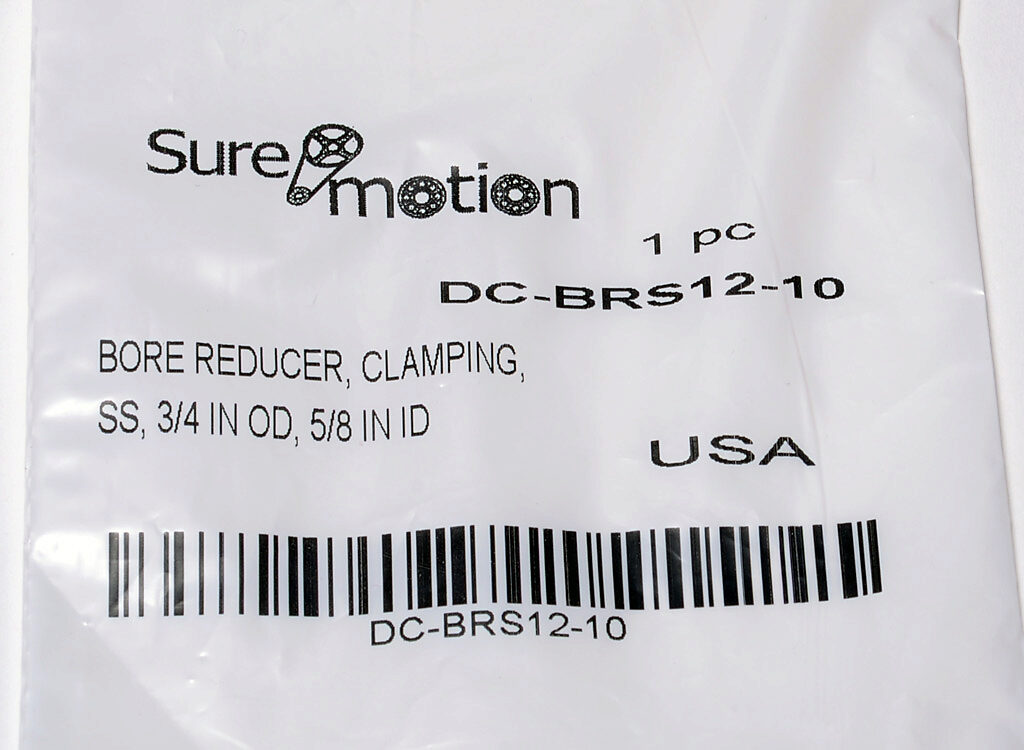 Sure motion
1 pc
DC-BRS12-10
BORE REDUCER, CLAMPING,
SS, 3/4 IN OD, 5/8 IN ID
USA
DC-BRS12-10